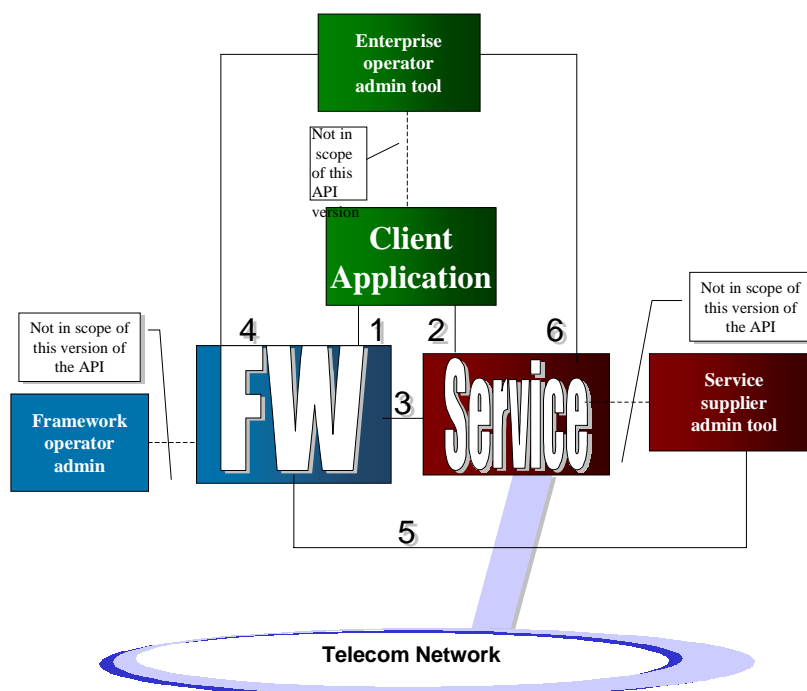 Enterprise
operator
admin tool
Not in
scope
of this
API
version
Client
Application
Not in scope of
this version of
the API
Not in scope of
this version of
the API
4
1
2
6
FW
3
Service
Service
supplier
admin tool
Framework
operator
admin
5
Telecom Network